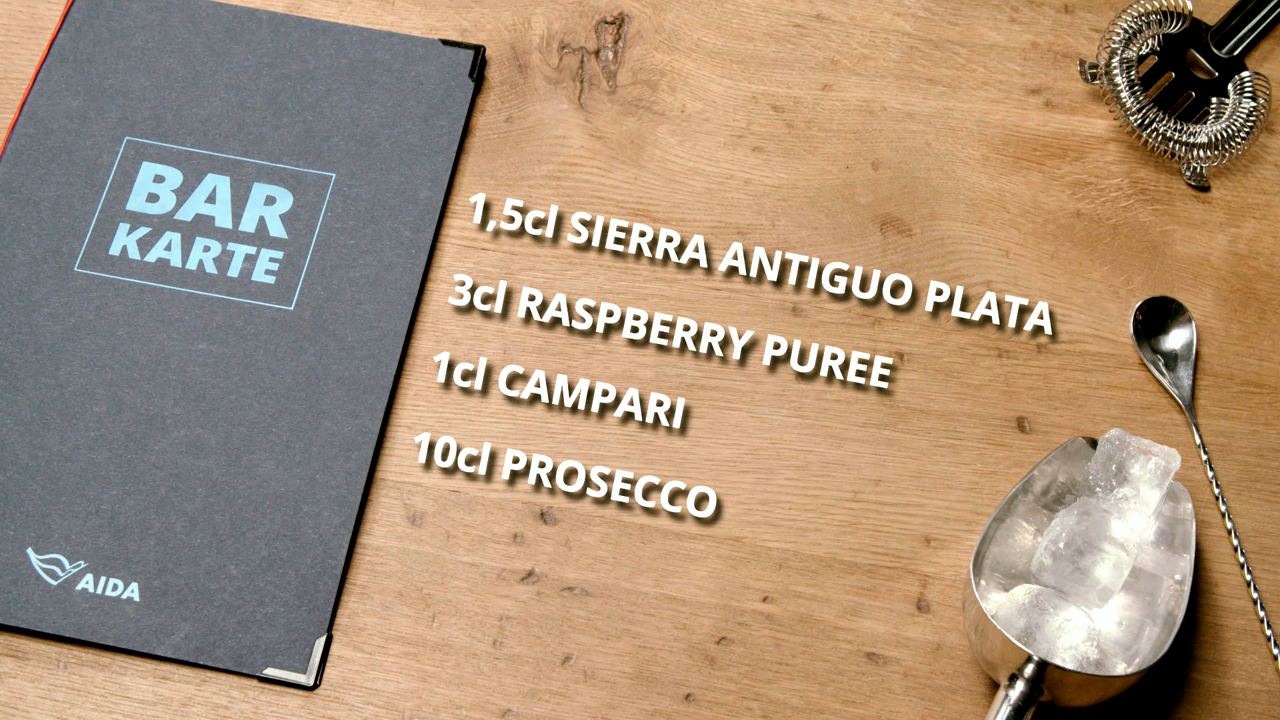 BAR
KARTE
AIDA
1,5cl SIERRA ANTIGUO PLATA
3cl RASPBERRY PUREE
1cl CAMPARI
10cl PROSECCO